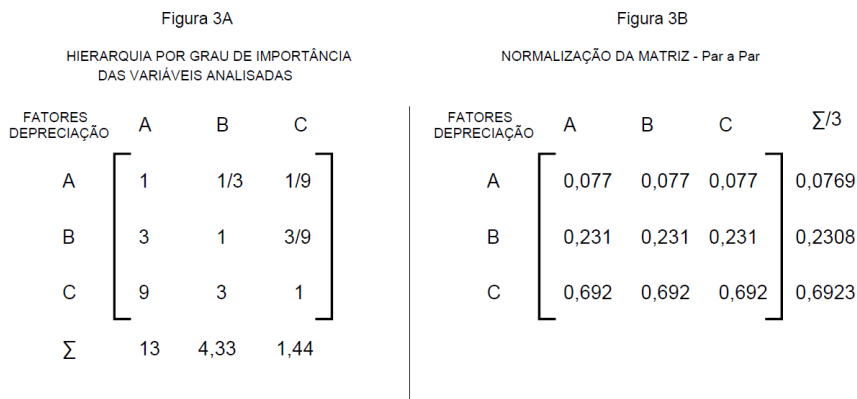 Figura 3A
HIERARQUIA POR GRAU DE IMPORTÂNCIA
DAS VARIÁVEIS ANALISADAS
FATORES
DEPRECIAÇÃO A B C
A 1 1/3 1/9
B 3 1 3/9
C 9 3 1
∑ 13 4,33 1,44
Figura 3B
NORMALIZAÇÃO DA MATRIZ - Par a Par
FATORES
DEPRECIAÇÃO A B C ∑/3
A 0,077 0,077 0,077 0,0769
B 0,231 0,231 0,231 0,2308
C 0,692 0,692 0,692 0,6923